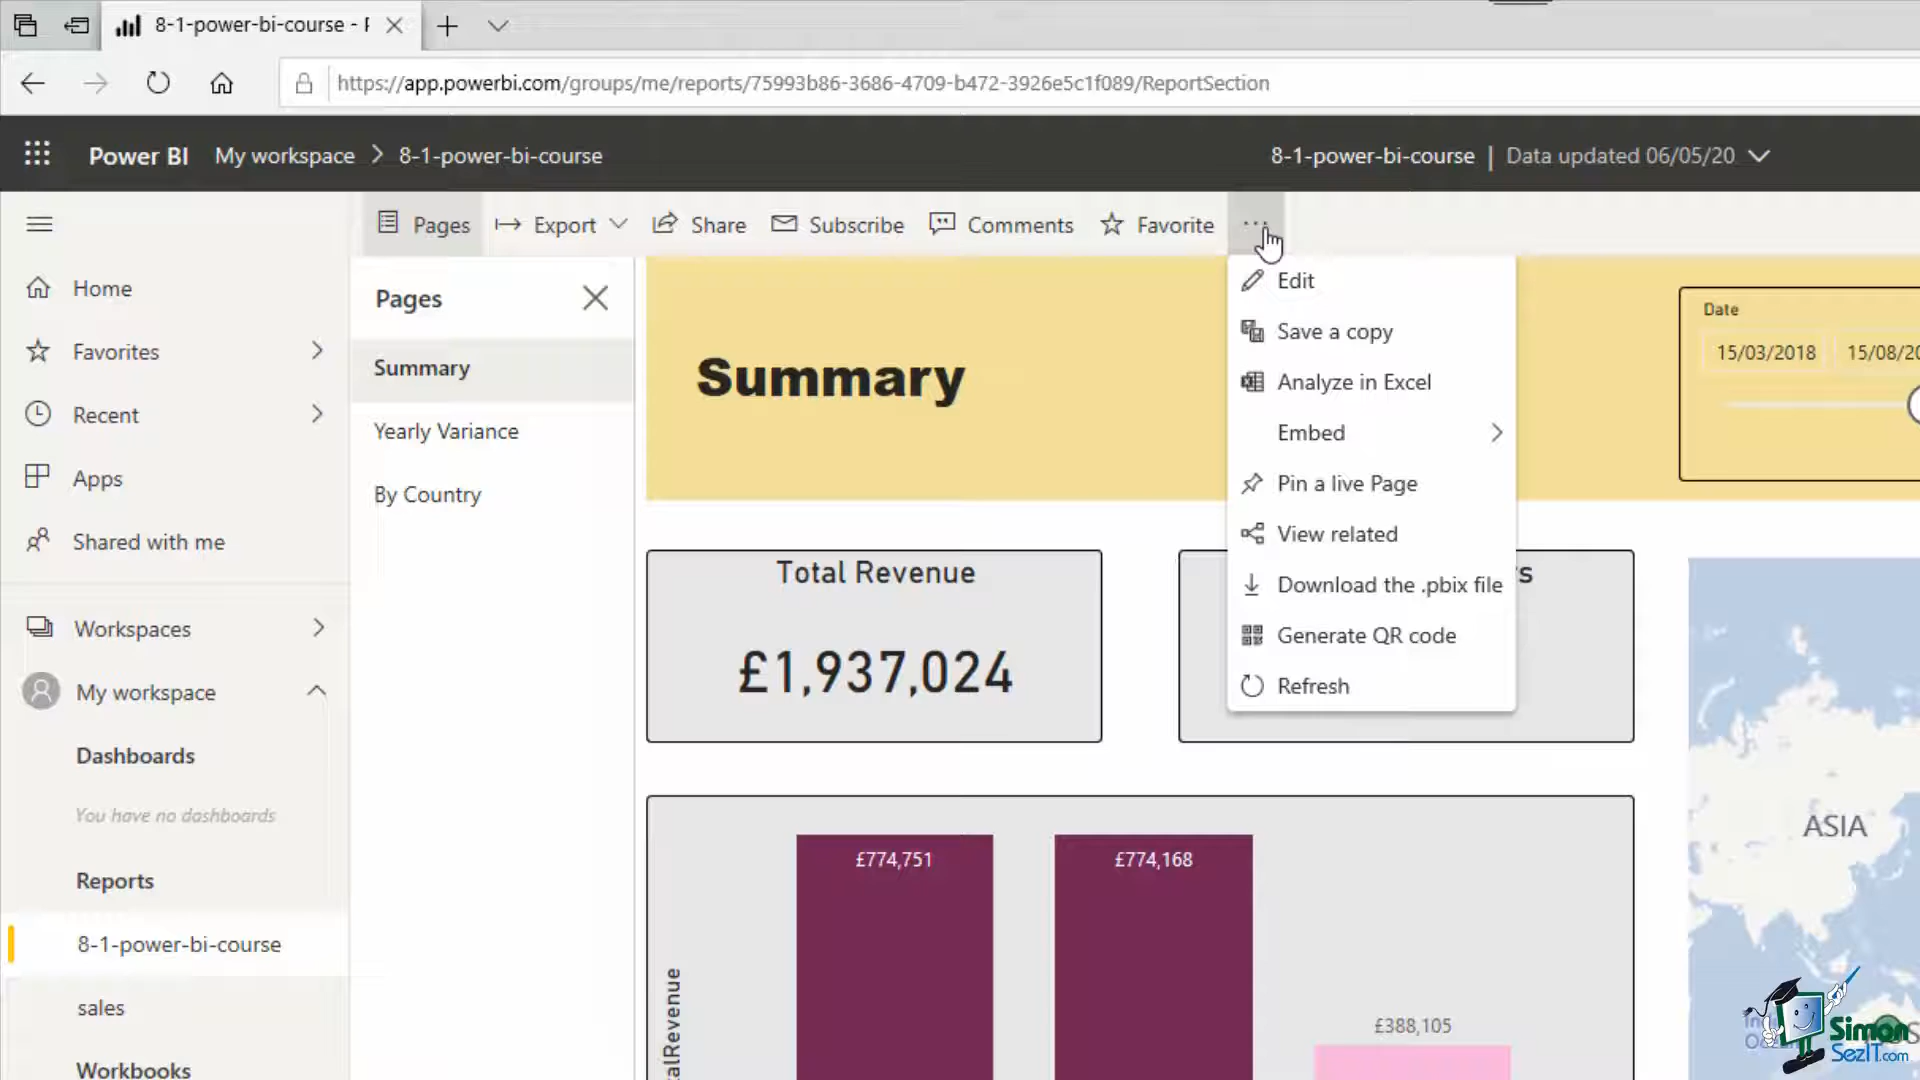 8-1-power-bi-course -
https://app.powerbi.com/groups/me/reports/75993b86-3686-4709-b472-3926e5c1f089/ReportSection
Power BI My workspace > 8-1-power-bi-course
8-1-power-bi-course | Data updated 06/05/20
Pages Export Share Subscribe Comments Favorite ...
Home
Favorites
Recent
Apps
Shared with me
Workspaces
My workspace
Dashboards
You have no dashboards
Reports
8-1-power-bi-course
sales
Workbooks
Pages
Summary
Yearly Variance
By Country
Summary
Edit
Save a copy
Analyze in Excel
Embed
Pin a live Page
View related
Download the .pbix file
Generate QR code
Refresh
Date
15/03/2018 15/08/20
Total Revenue
£1,937,024
s
£774,751
£774,168
£388,105
alRevenue
ASIA
Simon
SezIT.com